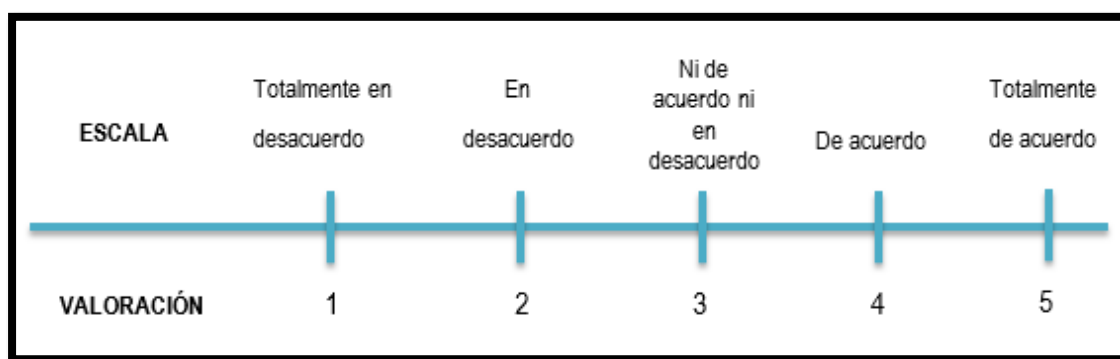 ESCALA
Totalmente en
desacuerdo
En
desacuerdo
Ni de
acuerdo ni
en
desacuerdo
De acuerdo
Totalmente
de acuerdo
VALORACIÓN 1 2 3 4 5